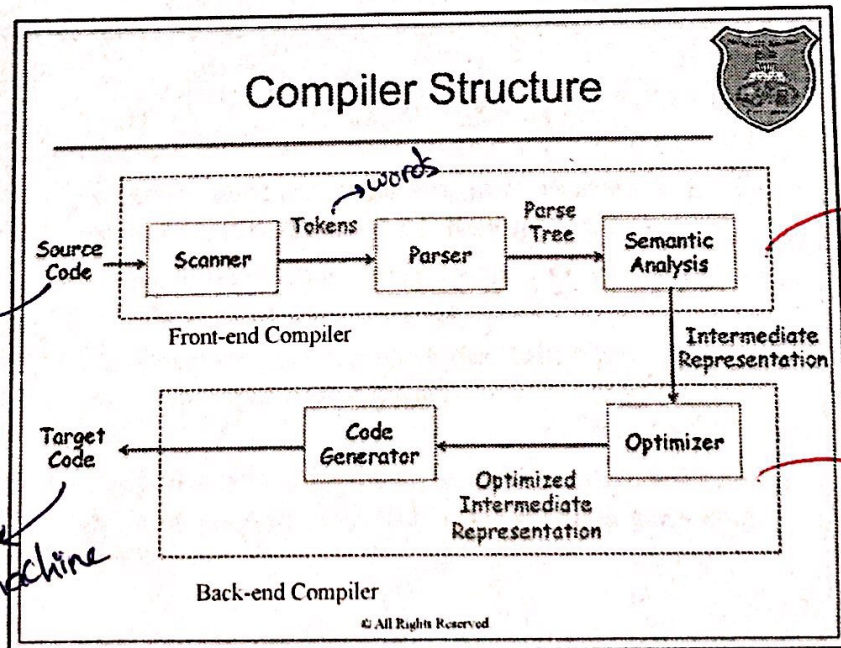 Compiler Structure
words
Tokens
Parse
Tree
Source
Code
Scanner
Parser
Semantic
Analysis
Front-end Compiler
Intermediate
Representation
Target
Code
Code
Generator
Optimizer
Optimized
Intermediate
Representation
machine
Back-end Compiler
© All Rights Reserved